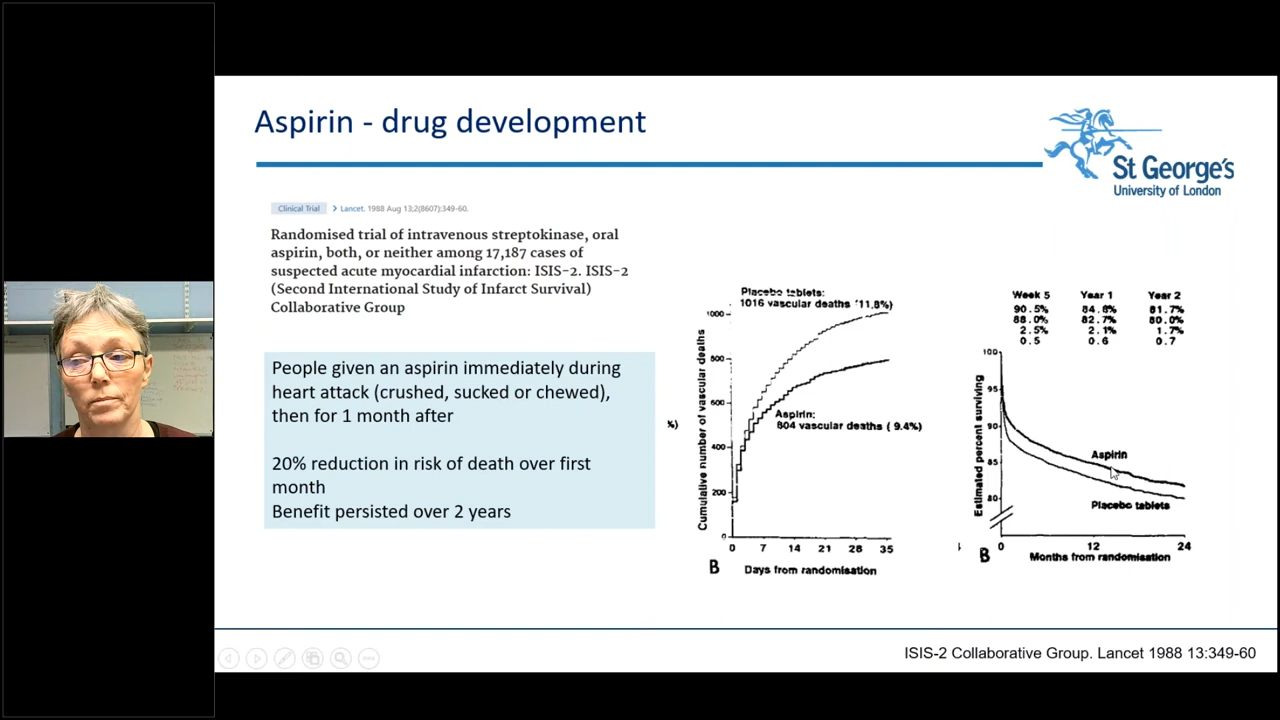 Aspirin - drug development
St George's
University of London
Clinical Trial > Lancet. 1988 Aug 13;2(8607):349-60.
Randomised trial of intravenous streptokinase, oral
aspirin, both, or neither among 17,187 cases of
suspected acute myocardial infarction: ISIS-2. ISIS-2
(Second International Study of Infarct Survival)
Collaborative Group
People given an aspirin immediately during
heart attack (crushed, sucked or chewed),
then for 1 month after
20% reduction in risk of death over first
month
Benefit persisted over 2 years
%)
Placebo tablets:
1016 vascular deaths (11.8%)
Cumulative number of vascular deaths
1000
800
600
400
200
0
Aspirin:
804 vascular deaths ( 9.4%)
0 7 14 21 28 35
B
Days from randomisation
Week 5 Year 1 Year 2
90.5% 84.8% 81.7%
88.0% 82.7% 80.0%
2.5% 2.1% 1.7%
0.5 0.6 0.7
Estimated percent surviving
100
95
90
85
80
Aspirin
Placebo tablets
0 12 24
B
Months from randomisation
ISIS-2 Collaborative Group. Lancet 1988 13:349-60